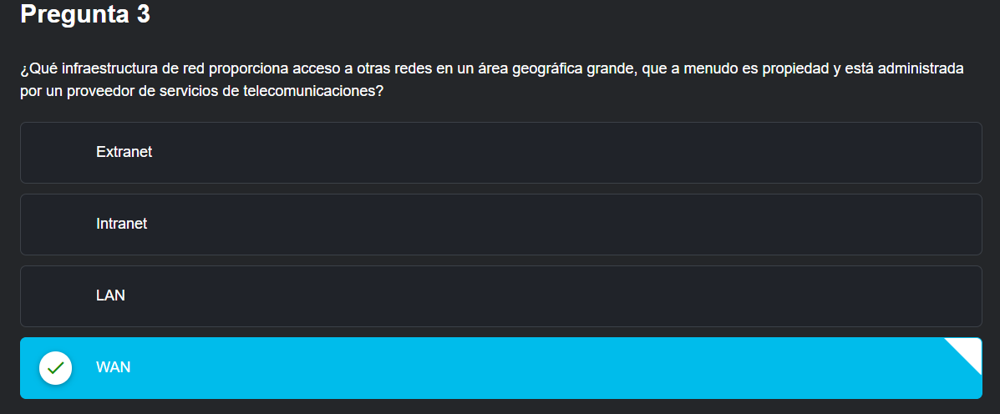 Pregunta 3
¿Qué infraestructura de red proporciona acceso a otras redes en un área geográfica grande, que a menudo es propiedad y está administrada
por un proveedor de servicios de telecomunicaciones?
Extranet
Intranet
LAN
WAN